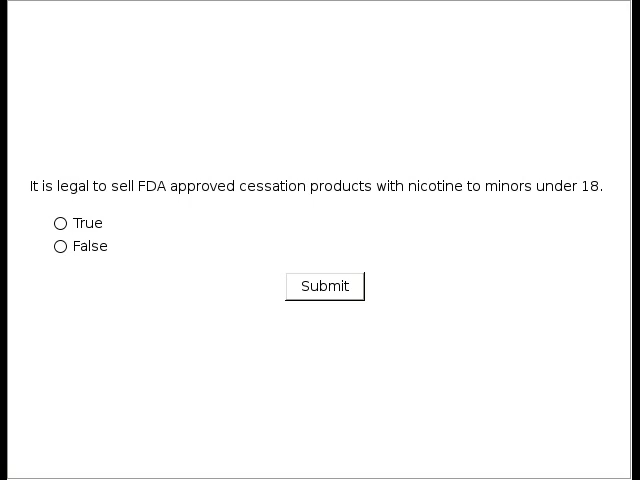 It is legal to sell FDA approved cessation products with nicotine to minors under 18.
True
False
Submit